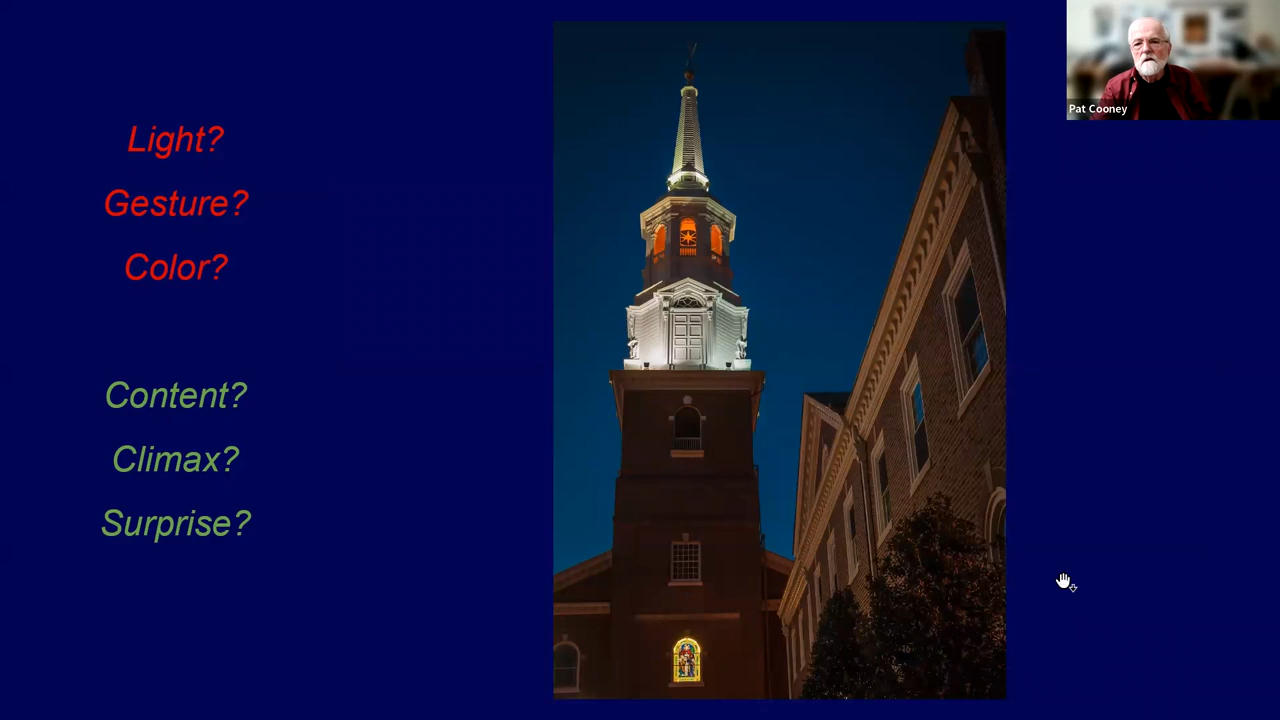 Light?
Gesture?
Color?
Content?
Climax?
Surprise?
Pat Cooney